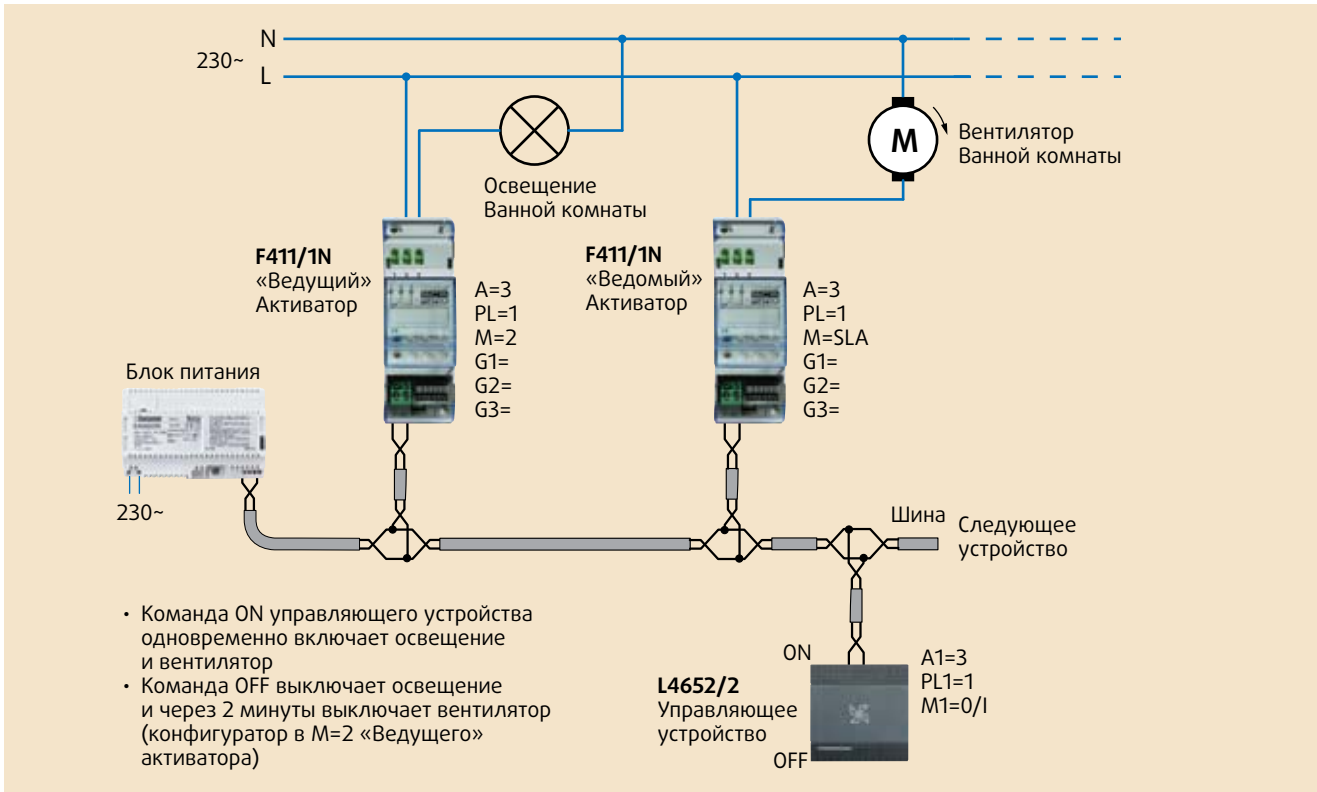 N
230~
L
M
Вентилятор
Ванной комнаты
Освещение
Ванной комнаты
F411/1N
«Ведущий»
Активатор
A=3
PL=1
M=2
G1=
G2=
G3=
F411/1N
«Ведомый»
Активатор
A=3
PL=1
M=SLA
G1=
G2=
G3=
Блок питания
230~
Шина
Следующее
устройство
• Команда ON управляющего устройства
одновременно включает освещение
и вентилятор
• Команда OFF выключает освещение
и через 2 минуты выключает вентилятор
(конфигуратор в M=2 «Ведущего»
активатора)
ON
L4652/2
Управляющее
устройство
OFF
A1=3
PL1=1
M1=0/I